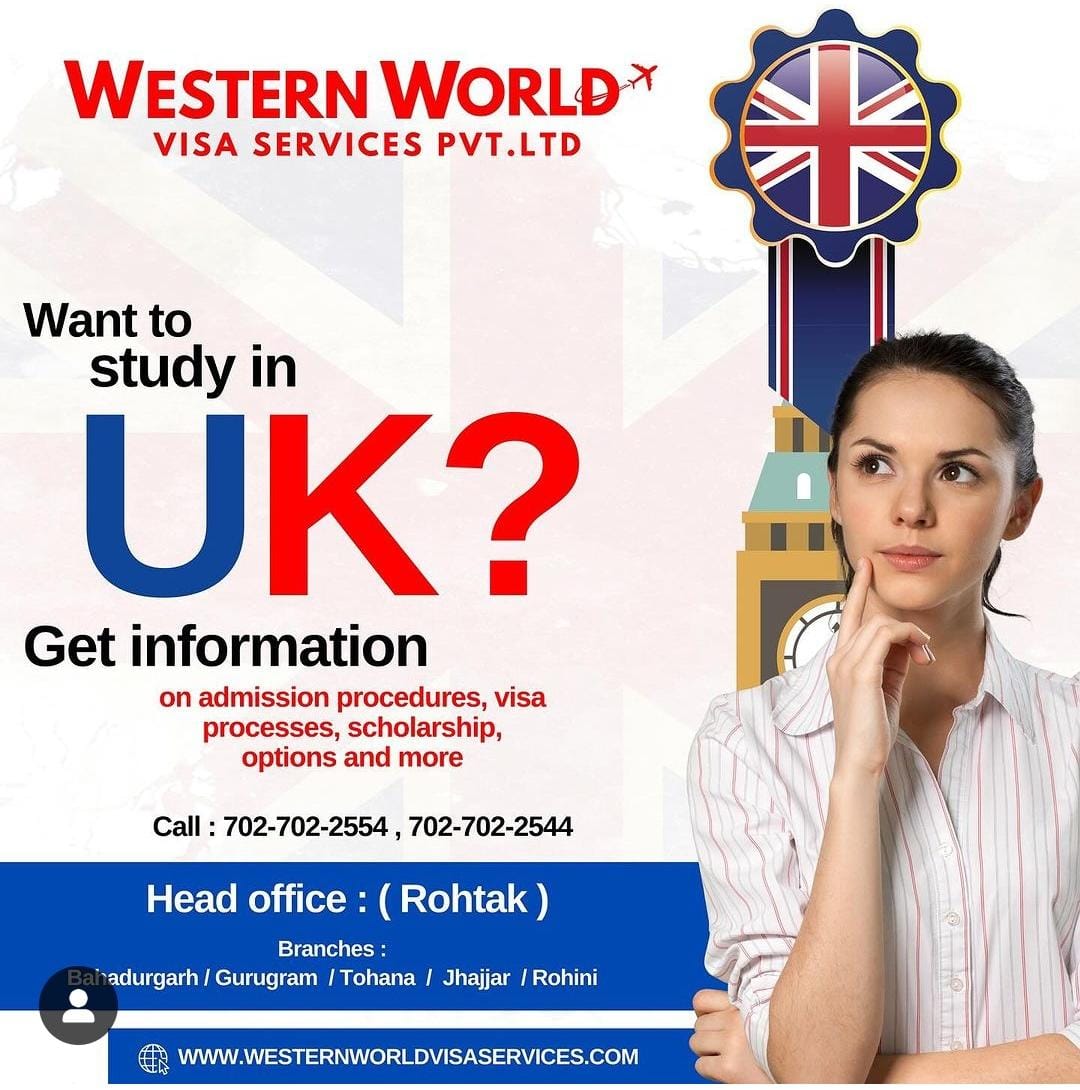 WESTERN WORLD
VISA SERVICES PVT.LTD
Want to
study in
UK?
Get information
on admission procedures, visa
processes, scholarship,
options and more
Call : 702-702-2554 , 702-702-2544
Head office : ( Rohtak )
Branches :
Bahadurgarh / Gurugram / Tohana / Jhajjar / Rohini
WWW.WESTERNWORLDVISASERVICES.COM